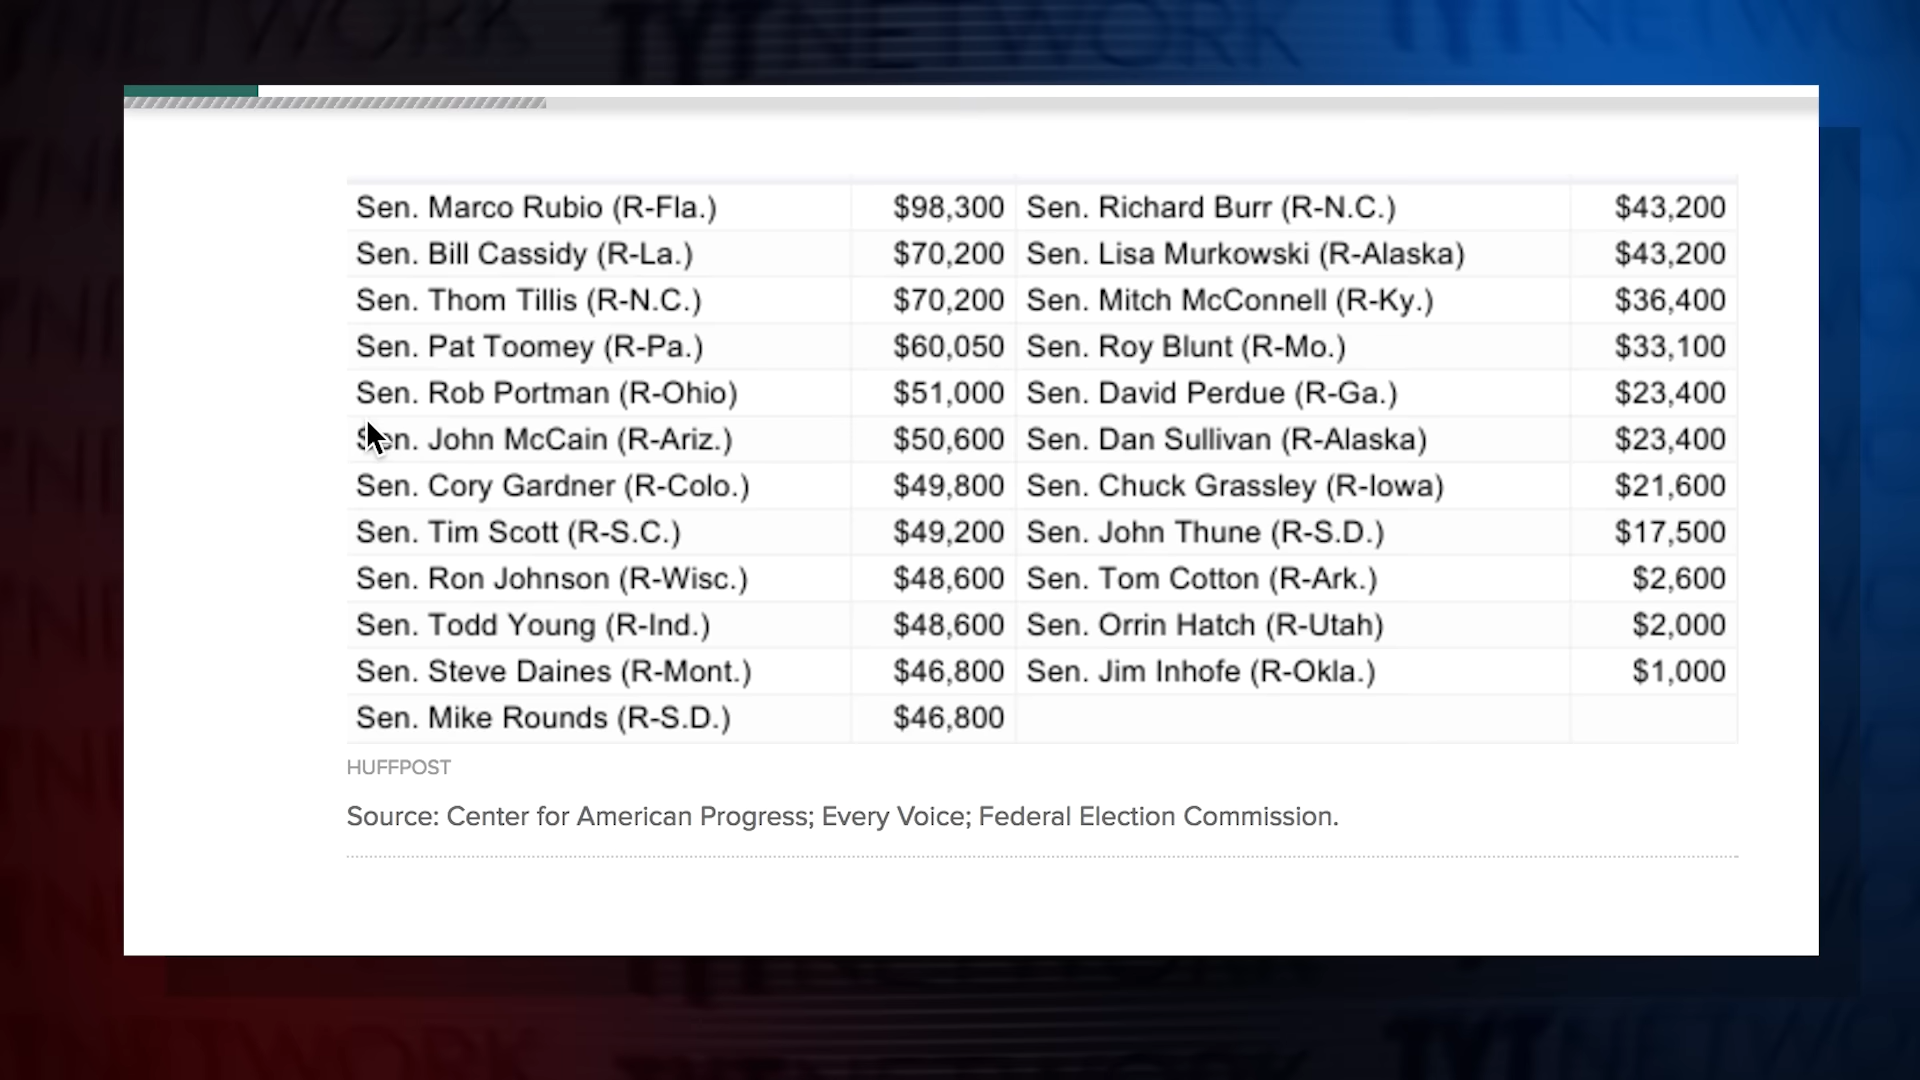 Sen. Marco Rubio (R-Fla.) $98,300 Sen. Richard Burr (R-N.C.) $43,200
Sen. Bill Cassidy (R-La.) $70,200 Sen. Lisa Murkowski (R-Alaska) $43,200
Sen. Thom Tillis (R-N.C.) $70,200 Sen. Mitch McConnell (R-Ky.) $36,400
Sen. Pat Toomey (R-Pa.) $60,050 Sen. Roy Blunt (R-Mo.) $33,100
Sen. Rob Portman (R-Ohio) $51,000 Sen. David Perdue (R-Ga.) $23,400
Sen. John McCain (R-Ariz.) $50,600 Sen. Dan Sullivan (R-Alaska) $23,400
Sen. Cory Gardner (R-Colo.) $49,800 Sen. Chuck Grassley (R-Iowa) $21,600
Sen. Tim Scott (R-S.C.) $49,200 Sen. John Thune (R-S.D.) $17,500
Sen. Ron Johnson (R-Wisc.) $48,600 Sen. Tom Cotton (R-Ark.) $2,600
Sen. Todd Young (R-Ind.) $48,600 Sen. Orrin Hatch (R-Utah) $2,000
Sen. Steve Daines (R-Mont.) $46,800 Sen. Jim Inhofe (R-Okla.) $1,000
Sen. Mike Rounds (R-S.D.) $46,800
HUFFPOST
Source: Center for American Progress; Every Voice; Federal Election Commission.